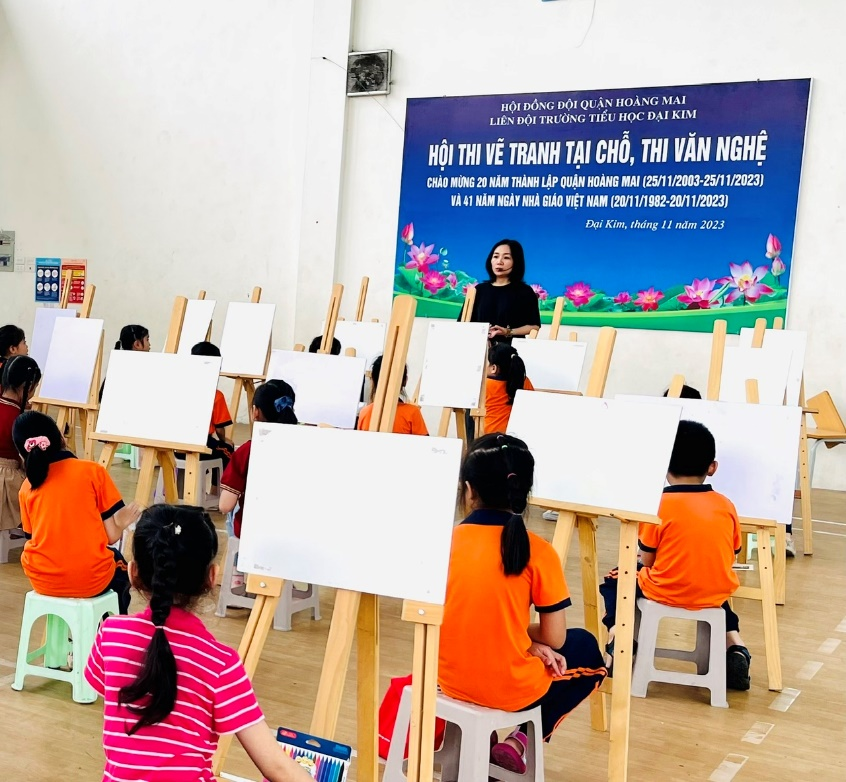 HỘI ĐỒNG ĐỘI QUẬN HOÀNG MAI
LIÊN ĐỘI TRƯỜNG TIỂU HỌC ĐẠI KIM
HỘI THI VẼ TRANH TẠI CHỖ, THI VĂN NGHỆ
CHÀO MỪNG 20 NĂM THÀNH LẬP QUẬN HOÀNG MAI (25/11/2003-25/11/2023)
VÀ 41 NĂM NGÀY NHÀ GIÁO VIỆT NAM (20/11/1982-20/11/2023)
Đại Kim, tháng 11 năm 2023